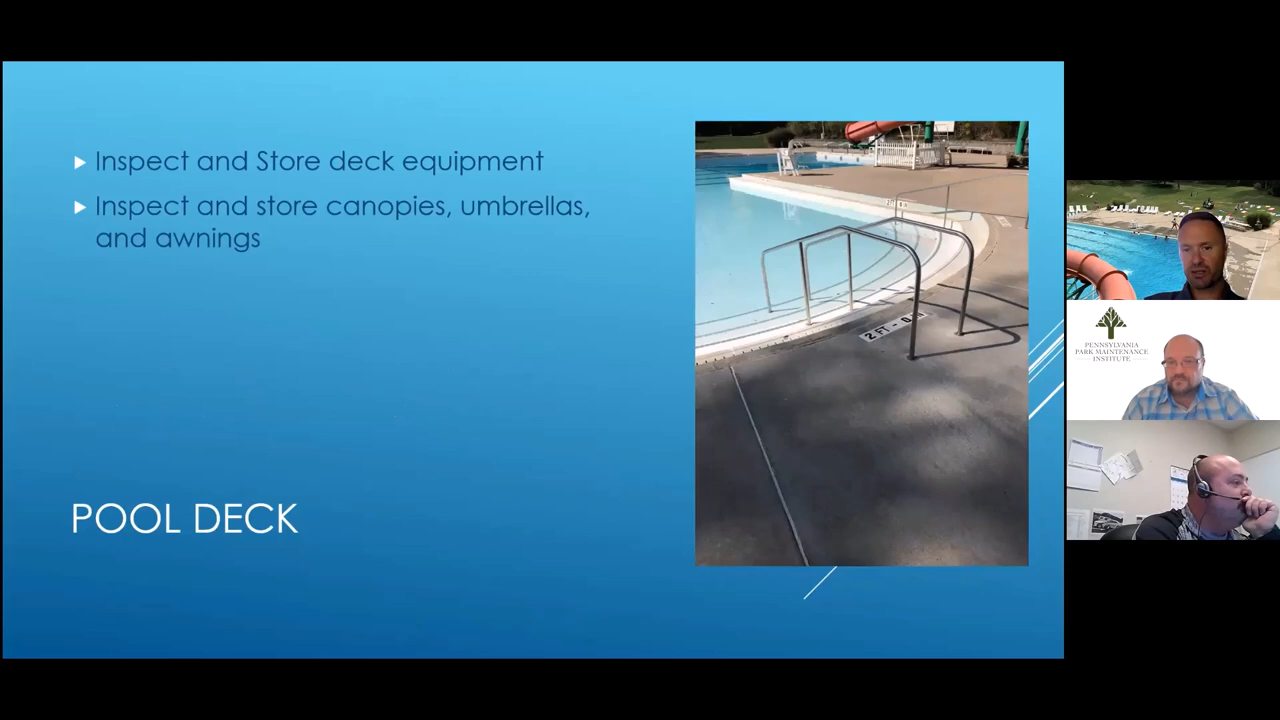 Inspect and Store deck equipment
Inspect and store canopies, umbrellas,
and awnings
POOL DECK
2 FT - 0
PENNSYLVANIA
PARK MAINTENANCE
INSTITUTE